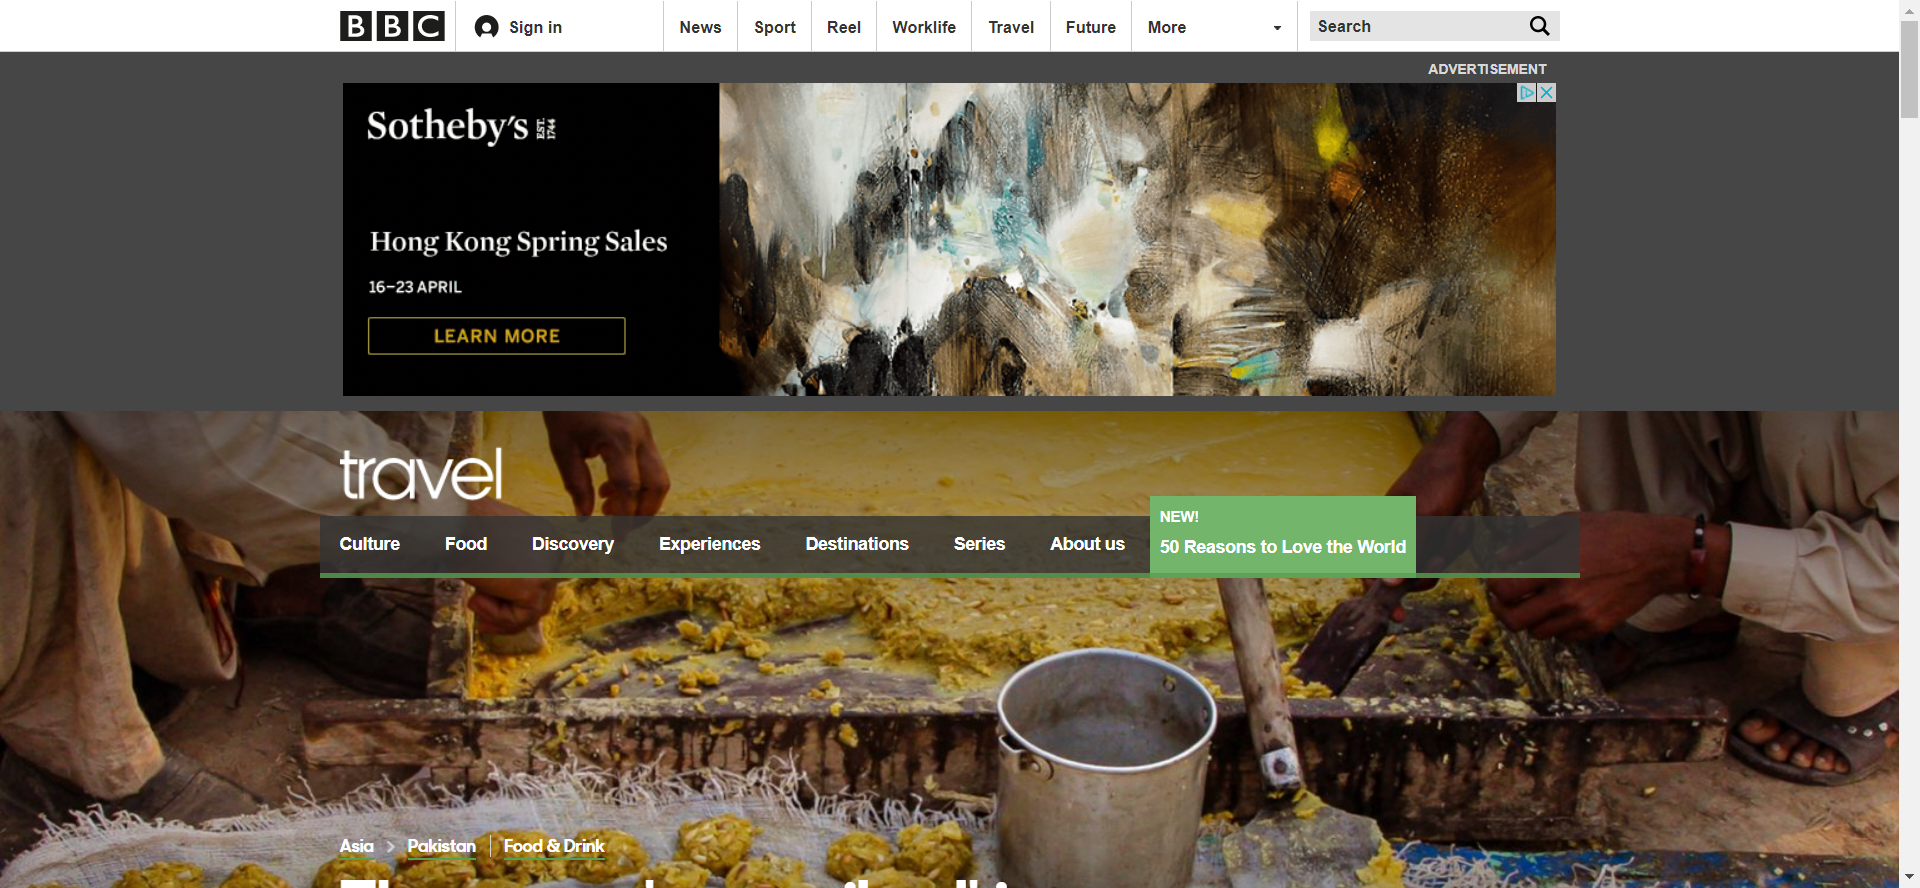 BBC
Sign in
News
Sport
Reel
Worklife
Travel
Future
More
Search
ADVERTISEMENT
Sotheby's EST. 1744
Hong Kong Spring Sales
16–23 APRIL
LEARN MORE
travel
NEW!
Culture
Food
Discovery
Experiences
Destinations
Series
About us
50 Reasons to Love the World
Asia
Pakistan
Food & Drink